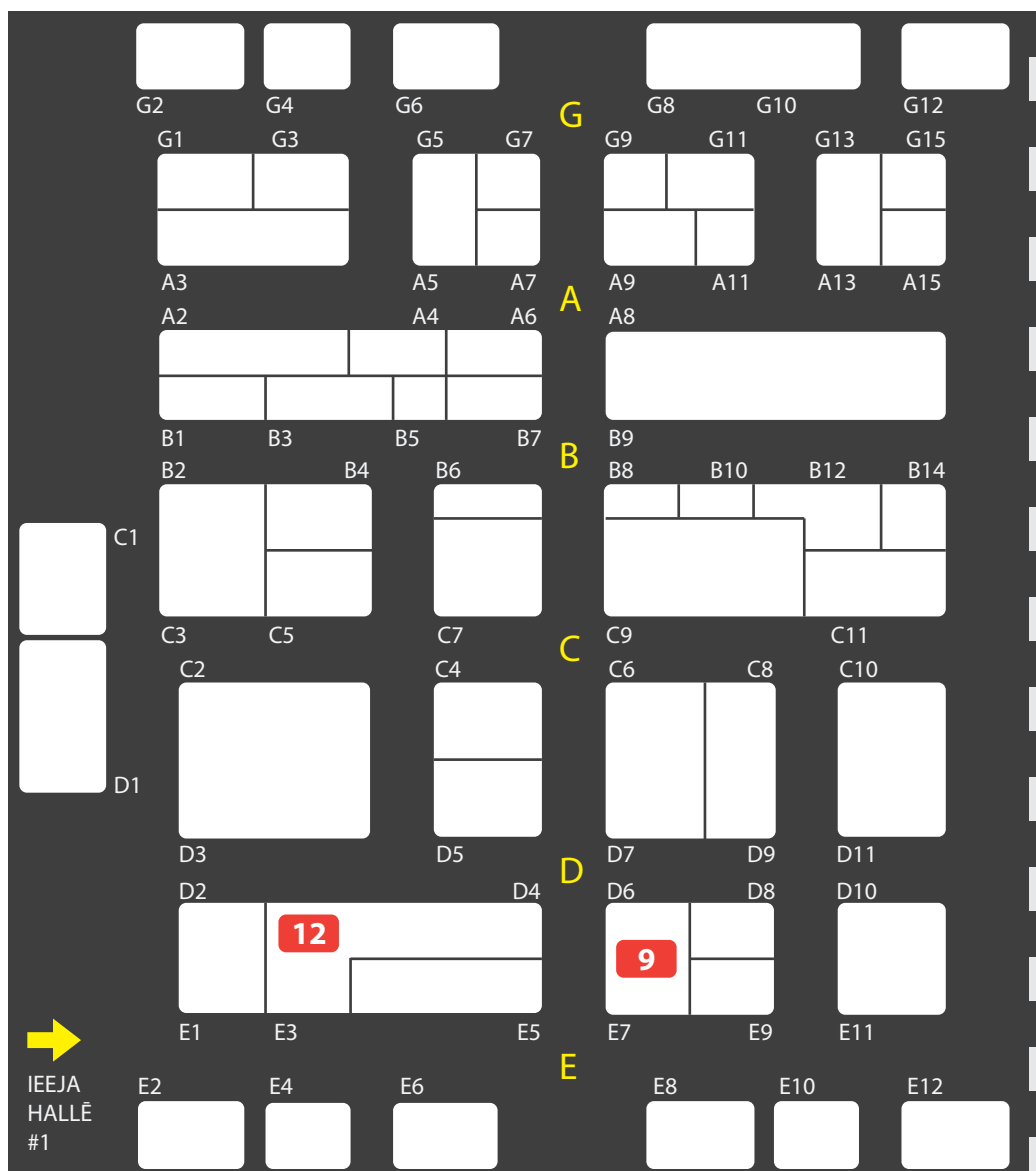 G2 G4 G6 G8 G10 G12
G
G1 G3 G5 G7 G9 G11 G13 G15
A3 A5 A7 A9 A11 A13 A15
A
A2 A4 A6 A8
B1 B3 B5 B7 B9
B
B2 B4 B6 B8 B10 B12 B14
C1
C3 C5 C7 C9 C11
C
C2 C4 C6 C8 C10
D1
D3 D5 D7 D9 D11
D
D2 D4 D6 D8 D10
12
9
E1 E3 E5 E7 E9 E11
E
IEEJA
HALLĒ
#1
E2 E4 E6 E8 E10 E12